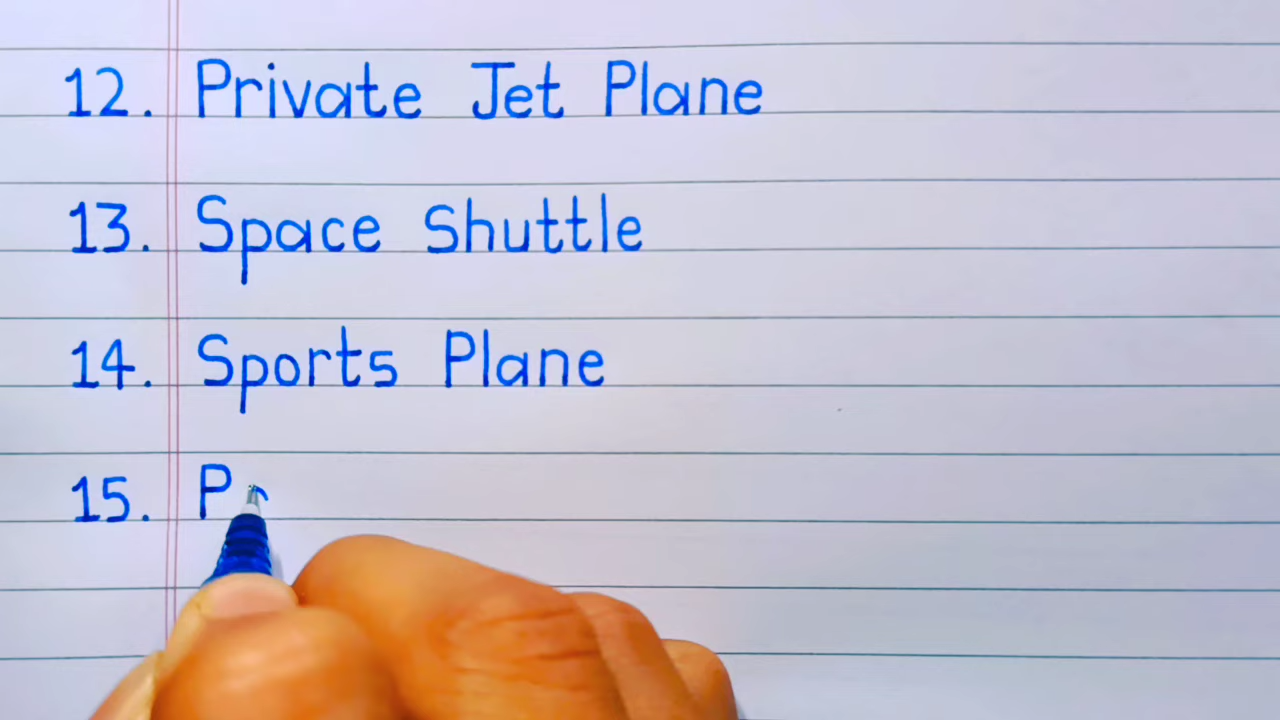 12. Private Jet Plane
13. Space Shuttle
14. Sports Plane
15. P